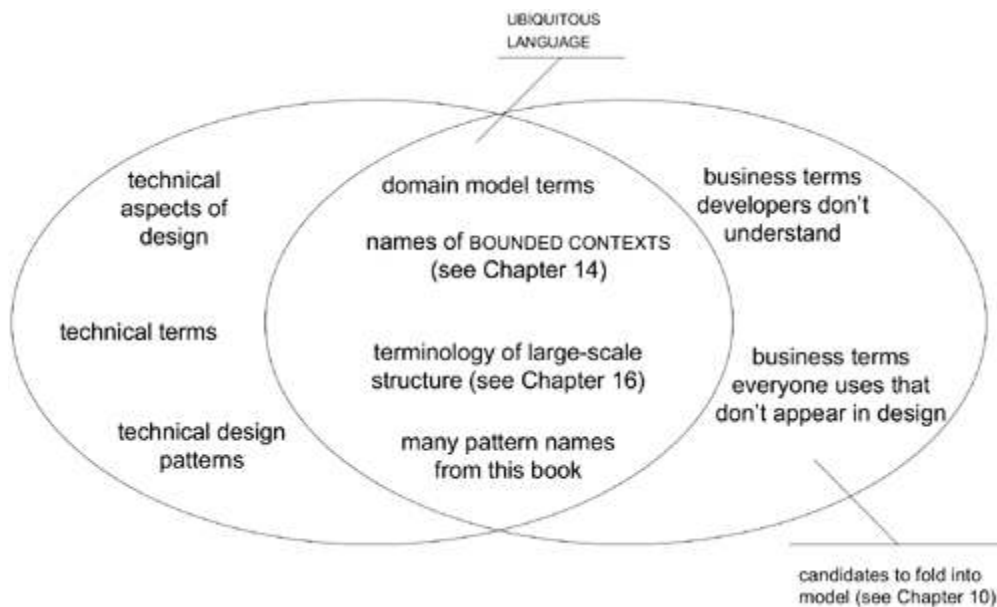 UBIQUITOUS
LANGUAGE
technical
aspects of
design
technical terms
technical design
patterns
domain model terms
names of BOUNDED CONTEXTS
(see Chapter 14)
terminology of large-scale
structure (see Chapter 16)
many pattern names
from this book
business terms
developers don't
understand
business terms
everyone uses that
don't appear in design
candidates to fold into
model (see Chapter 10)